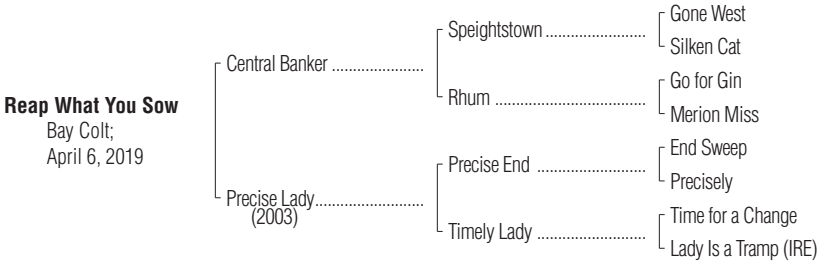 Reap What You Sow
Bay Colt;
April 6, 2019
Central Banker ......................
Precise Lady..........................
(2003)
Speightstown ........................
Rhum ....................................
Precise End ..........................
Timely Lady ..........................
Gone West
Silken Cat
Go for Gin
Merion Miss
End Sweep
Precisely
Time for a Change
Lady Is a Tramp (IRE)